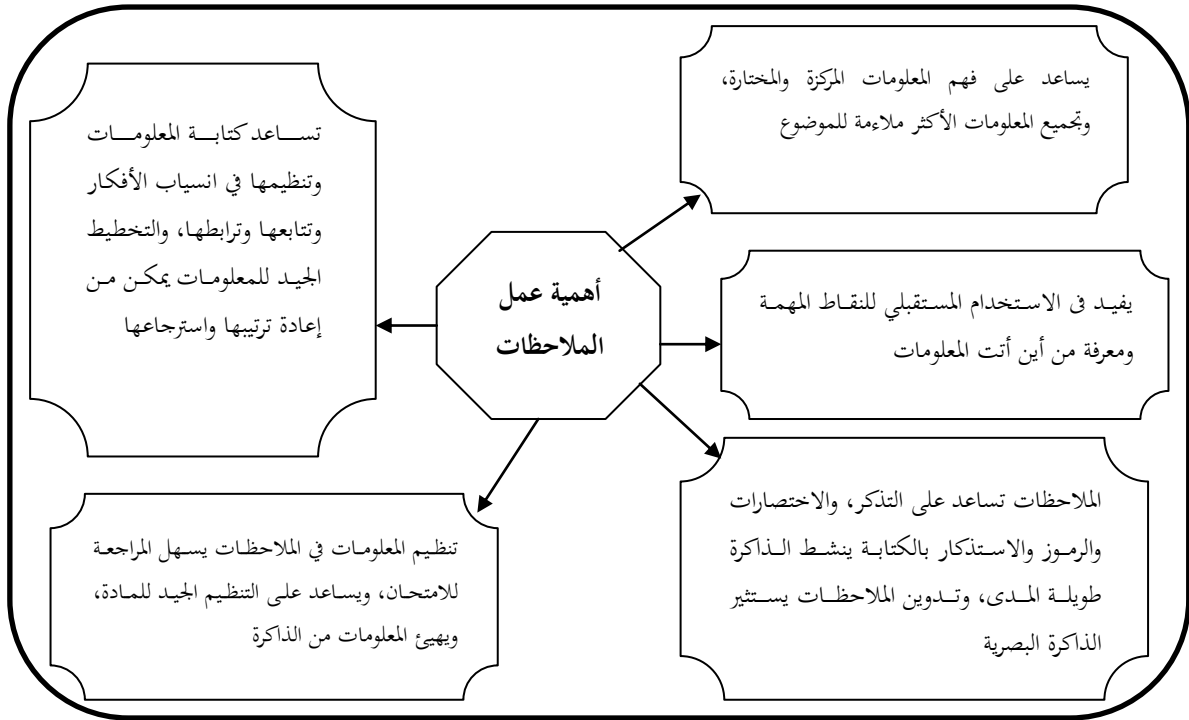 أهمية عمل
الملاحظات
يساعد على فهم المعلومات المركزة والمختارة،
وتجميع المعلومات الأكثر ملاءمة للموضوع
يفيد فى الاستخدام المستقبلي للنقاط المهمة
ومعرفة من أين أتت المعلومات
الملاحظات تساعد على التذكر، والاختصارات
والرموز والاستذكار بالكتابة ينشط الذاكرة
طويلة المدى، وتدوين الملاحظات يستثير
الذاكرة البصرية
تنظيم المعلومات في الملاحظات يسهل المراجعة
للامتحان، ويساعد على التنظيم الجيد للمادة،
ويهيئ المعلومات من الذاكرة
تساعد كتابة المعلومات
وتنظيمها في انسياب الأفكار
وتتابعها وترابطها، والتخطيط
الجيد للمعلومات يمكن من
إعادة ترتيبها واسترجاعها